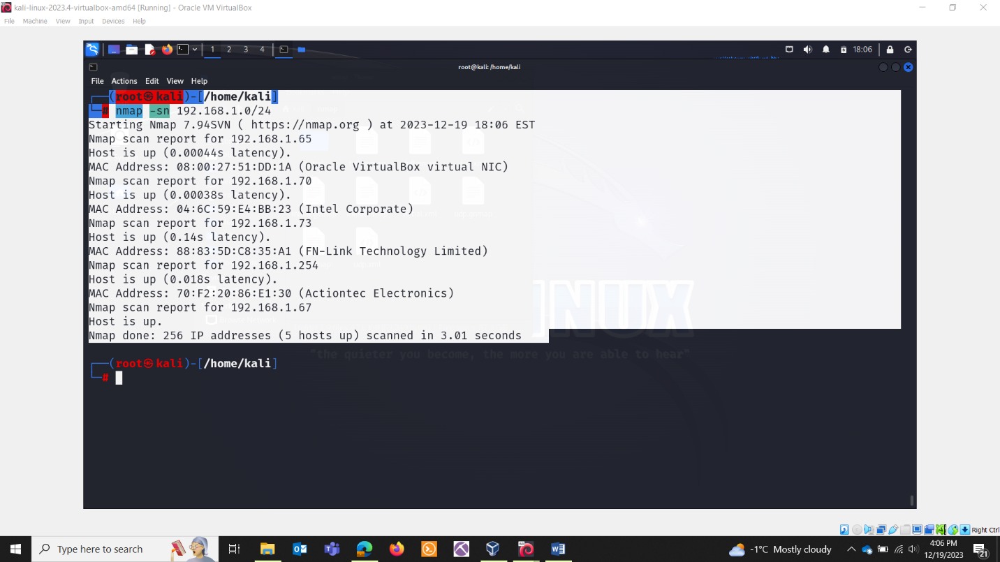 kali-linux-2023.4-virtualbox-amd64 [Running] - Oracle VM VirtualBox
File Machine View Input Devices Help
1 2 3 4 18:06
root@kali: /home/kali
File Actions Edit View Help
┌──(root㉿kali)-[/home/kali]
└─# nmap -sn 192.168.1.0/24
Starting Nmap 7.94SVN ( https://nmap.org ) at 2023-12-19 18:06 EST
Nmap scan report for 192.168.1.65
Host is up (0.00044s latency).
MAC Address: 08:00:27:51:DD:1A (Oracle VirtualBox virtual NIC)
Nmap scan report for 192.168.1.70
Host is up (0.00038s latency).
MAC Address: 04:6C:59:E4:BB:23 (Intel Corporate)
Nmap scan report for 192.168.1.73
Host is up (0.14s latency).
MAC Address: 88:83:5D:C8:35:A1 (FN-Link Technology Limited)
Nmap scan report for 192.168.1.254
Host is up (0.018s latency).
MAC Address: 70:F2:20:86:E1:30 (Actiontec Electronics)
Nmap scan report for 192.168.1.67
Host is up.
Nmap done: 256 IP addresses (5 hosts up) scanned in 3.01 seconds
INUX
"the quieter you become, the more you are able to hear"
┌──(root㉿kali)-[/home/kali]
└─#
Right Ctrl
Type here to search
-1°C Mostly cloudy
4:06 PM
12/19/2023
21